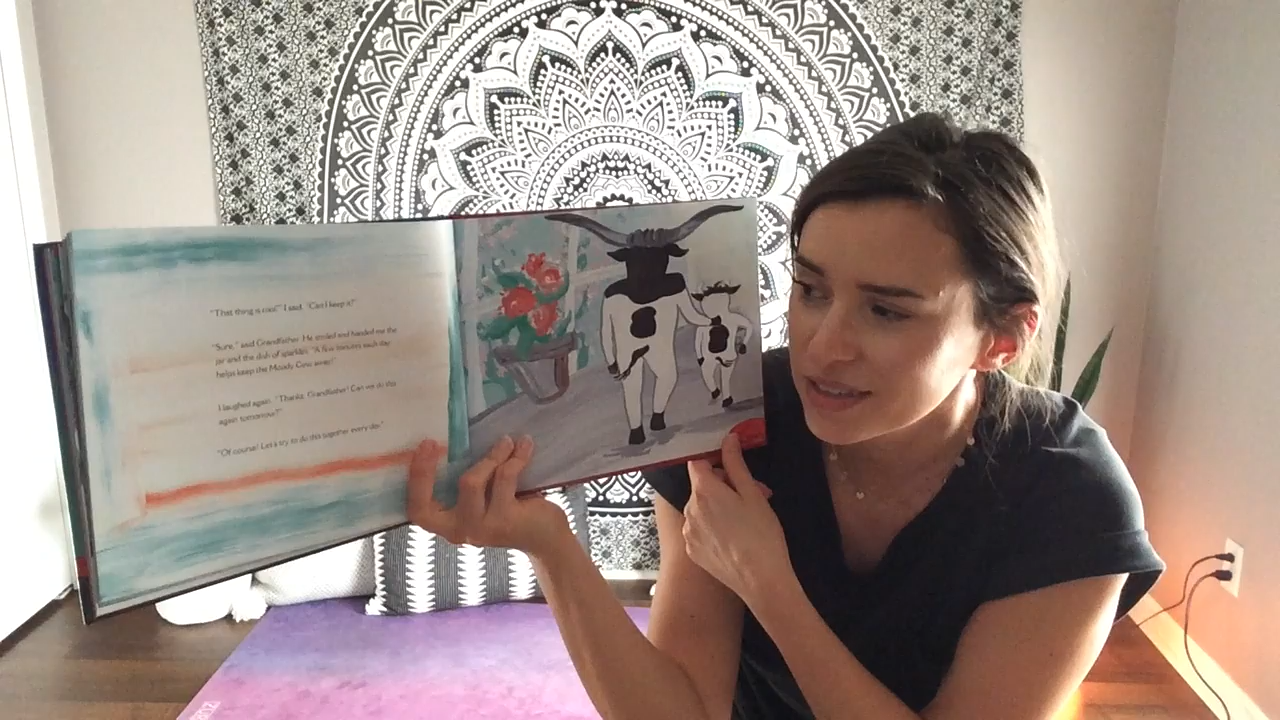 "That thing is cool!" I said. "Can I keep it?"
"Sure," said Grandfather. He smiled and handed me the
jar and the dish of sparkles. "A few minutes each day
helps keep the Moody Cow away!"
I laughed again. "Thanks, Grandfather! Can we do this
again tomorrow?"
"Of course! Let's try to do this together every day."